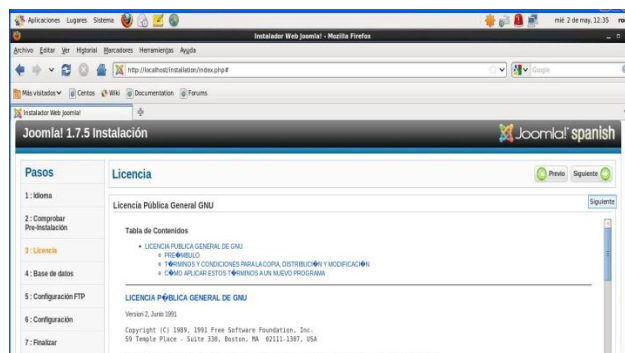 Aplicaciones Lugares Sistema mié 2 de may, 12:35
Instalador Web Joomla! - Mozilla Firefox
Archivo Editar Ver Historial Marcadores Herramientas Ayuda
http://localhost/installation/index.php# Google
Más visitados Centos Wiki Documentation Forums
Instalador Web Joomla!
Joomla! 1.7.5 Instalación Joomla! spanish
Pasos
Licencia Previo Siguiente
1 : Idioma
Siguiente
Licencia Pública General GNU
2 : Comprobar
Pre-Instalación
Tabla de Contenidos
LICENCIA PUBLICA GENERAL DE GNU
PRE�MBULO
T�RMINOS Y CONDICIONES PARA LA COPIA, DISTRIBUCI�N Y MODIFICACI�N
C�MO APLICAR ESTOS T�RMINOS A UN NUEVO PROGRAMA
3 : Licencia
4 : Base de datos
5 : Configuración FTP
LICENCIA P�BLICA GENERAL DE GNU
Version 2, Junio 1991
6 : Configuración
Copyright (C) 1989, 1991 Free Software Foundation, Inc.
59 Temple Place - Suite 330, Boston, MA 02111-1307, USA
7 : Finalizar